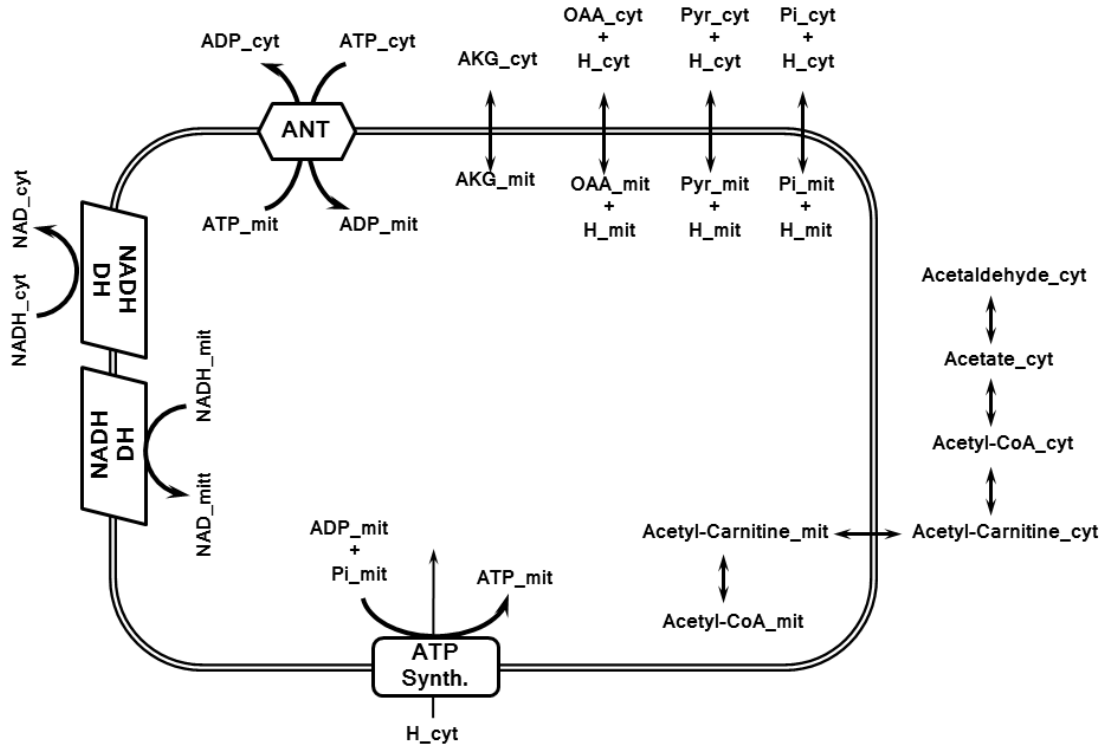 OAA_cyt
+
H_cyt
Pyr_cyt
+
H_cyt
Pi_cyt
+
H_cyt
ADP_cyt
ATP_cyt
AKG_cyt
ANT
AKG_mit
OAA_mit
+
H_mit
Pyr_mit
+
H_mit
Pi_mit
+
H_mit
ATP_mit
ADP_mit
NAD_cyt
NADH_cyt
NADH
DH
NADH_mit
NAD_mitt
DH
NADH
Acetaldehyde_cyt
Acetate_cyt
Acetyl-CoA_cyt
Acetyl-Carnitine_mit
Acetyl-Carnitine_cyt
Acetyl-CoA_mit
ADP_mit
+
Pi_mit
ATP_mit
ATP
Synth.
H_cyt